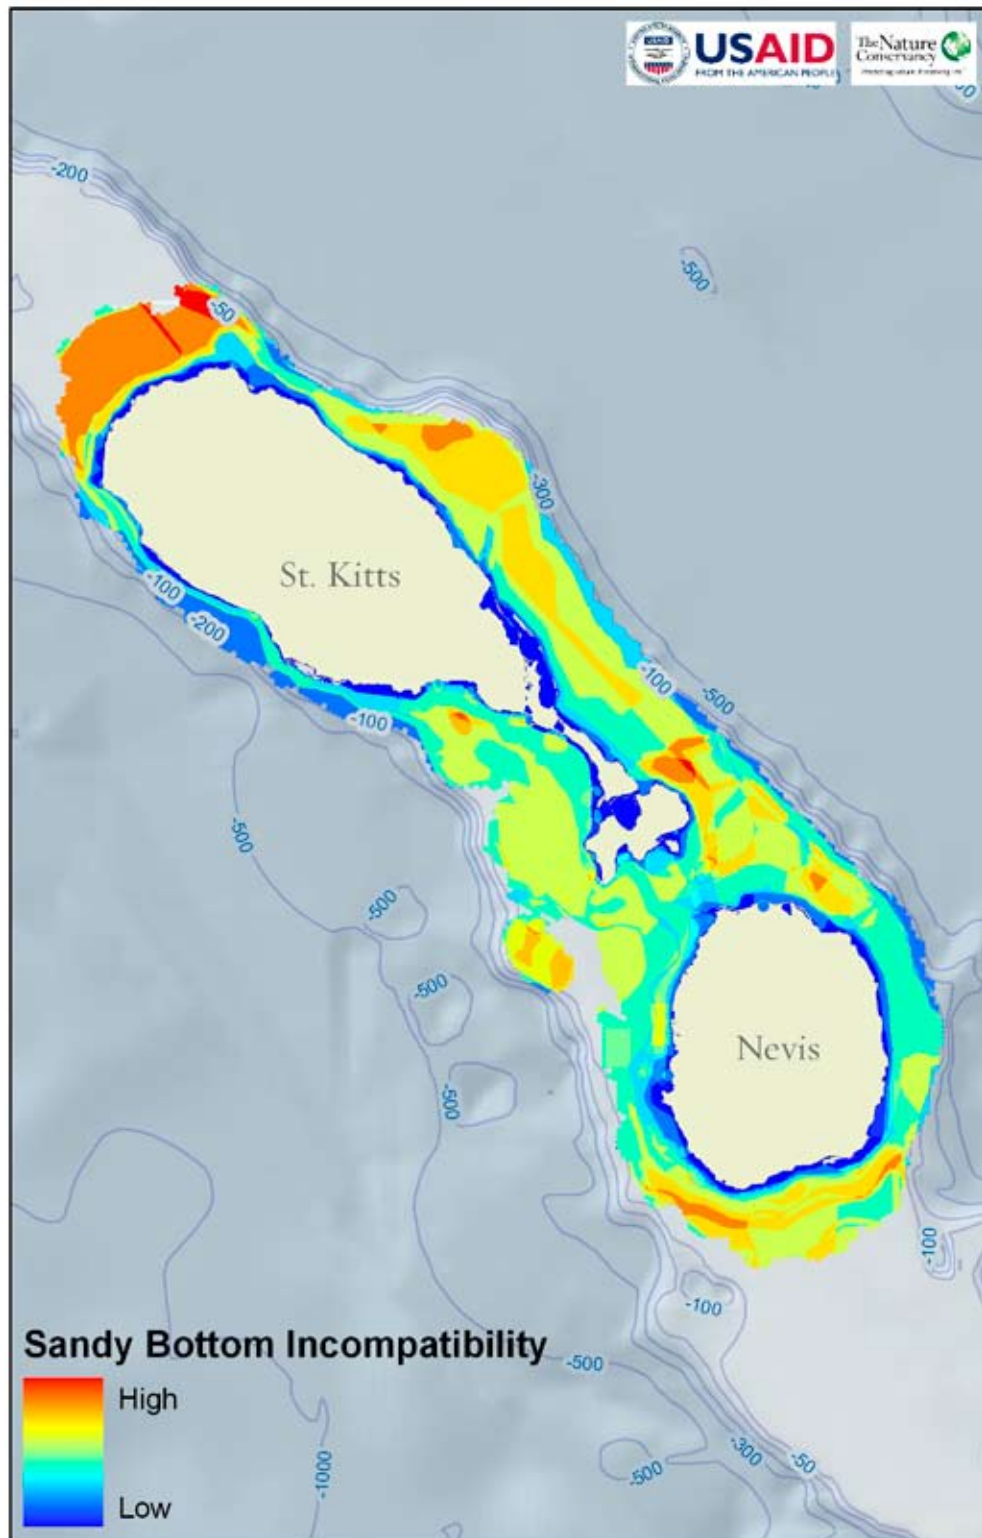 USAID
FROM THE AMERICAN PEOPLE
The Nature
Conservancy
-200
-500
-50
-300
St. Kitts
-100
-200
-100
-500
-100
-500
-500
-500
-500
Nevis
-100
-100
Sandy Bottom Incompatibility
High
Low
-500
-1000
-500
-300
-50